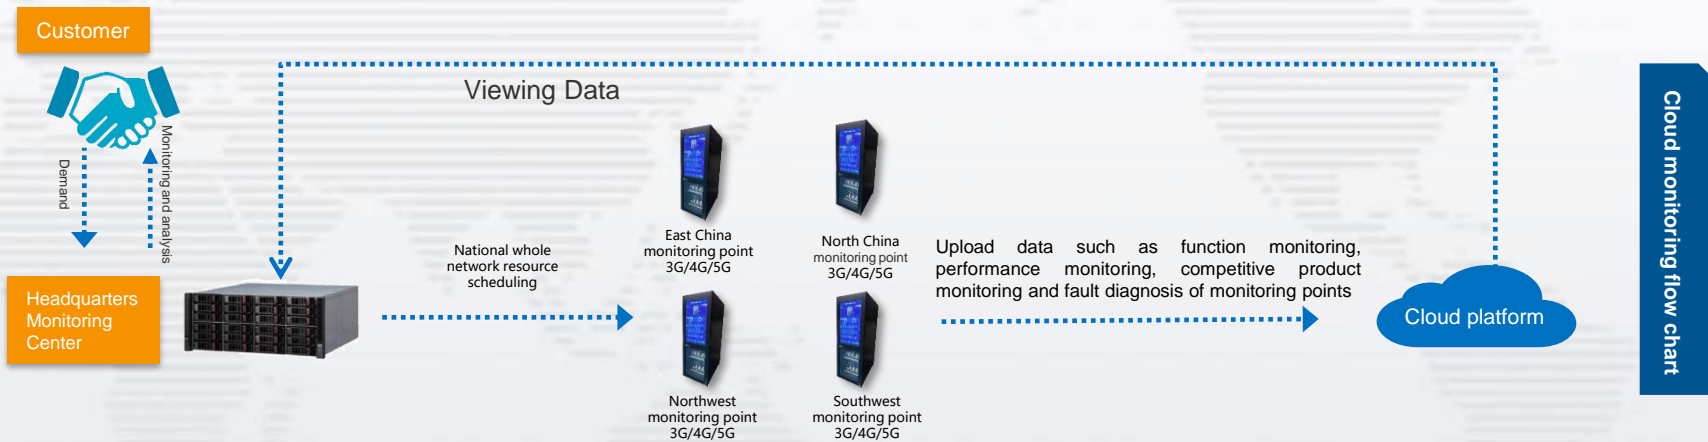 Customer
Viewing Data
Demand
Monitoring and analysis
Headquarters
Monitoring
Center
National whole
network resource
scheduling
East China
monitoring point
3G/4G/5G
North China
monitoring point
3G/4G/5G
Northwest
monitoring point
3G/4G/5G
Southwest
monitoring point
3G/4G/5G
Upload data such as function monitoring,
performance monitoring, competitive product
monitoring and fault diagnosis of monitoring points
Cloud platform
Cloud monitoring flow chart